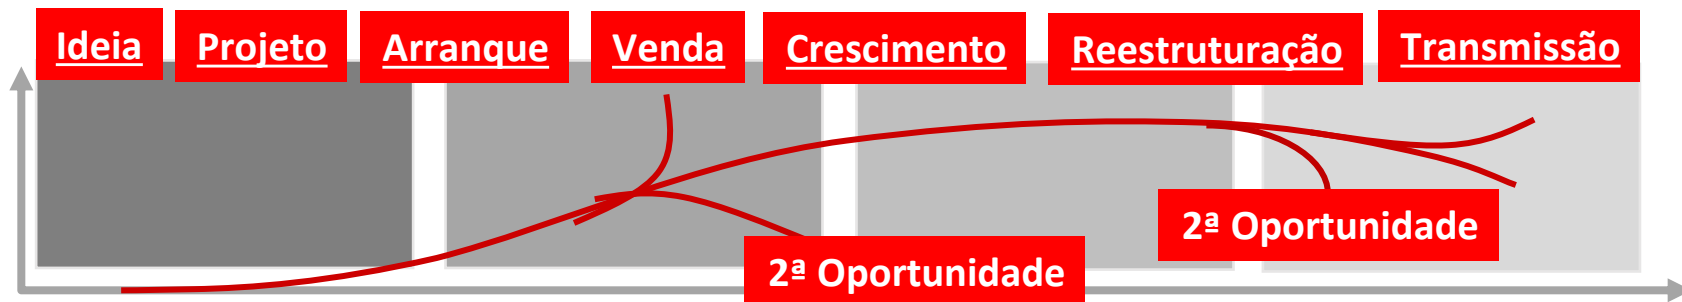 Ideia
Projeto
Arranque
Venda
Crescimento
Reestruturação
Transmissão
2ª Oportunidade
2ª Oportunidade